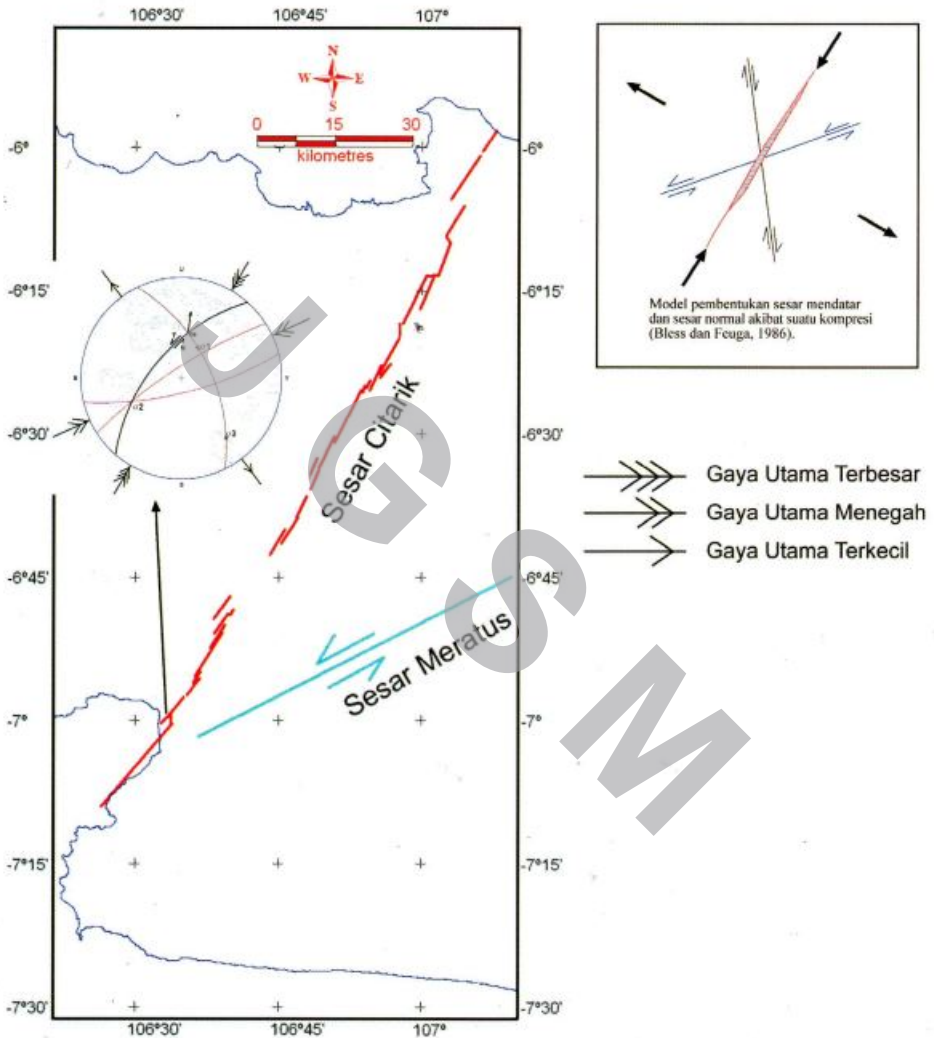 106°30' 106°45' 107°
N
W E
S
0 15 30
kilometres
-6°
-6°
-6°15'
-6°15'
-6°30'
-6°30'
-6°45'
-6°45'
-7°
-7°
-7°15'
-7°15'
-7°30'
-7°30'
106°30' 106°45' 107°
σ2
σ3
Sesar Citarik
Sesar Meratus
Model pembentukan sesar mendatar
dan sesar normal akibat suatu kompresi
(Bless dan Feuga, 1986).
Gaya Utama Terbesar
Gaya Utama Menegah
Gaya Utama Terkecil
J
G
S
M